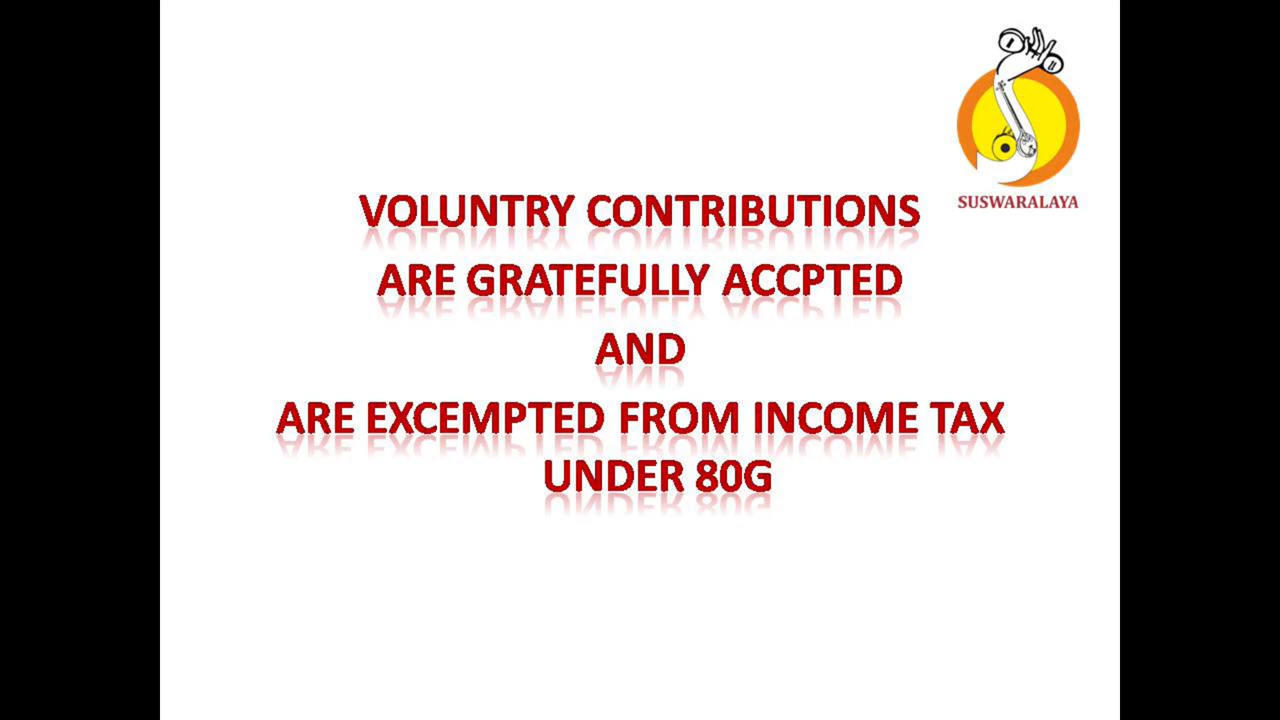 SUSWARALAYA
VOLUNTRY CONTRIBUTIONS
ARE GRATEFULLY ACCPTED
AND
ARE EXCEMPTED FROM INCOME TAX
UNDER 80G